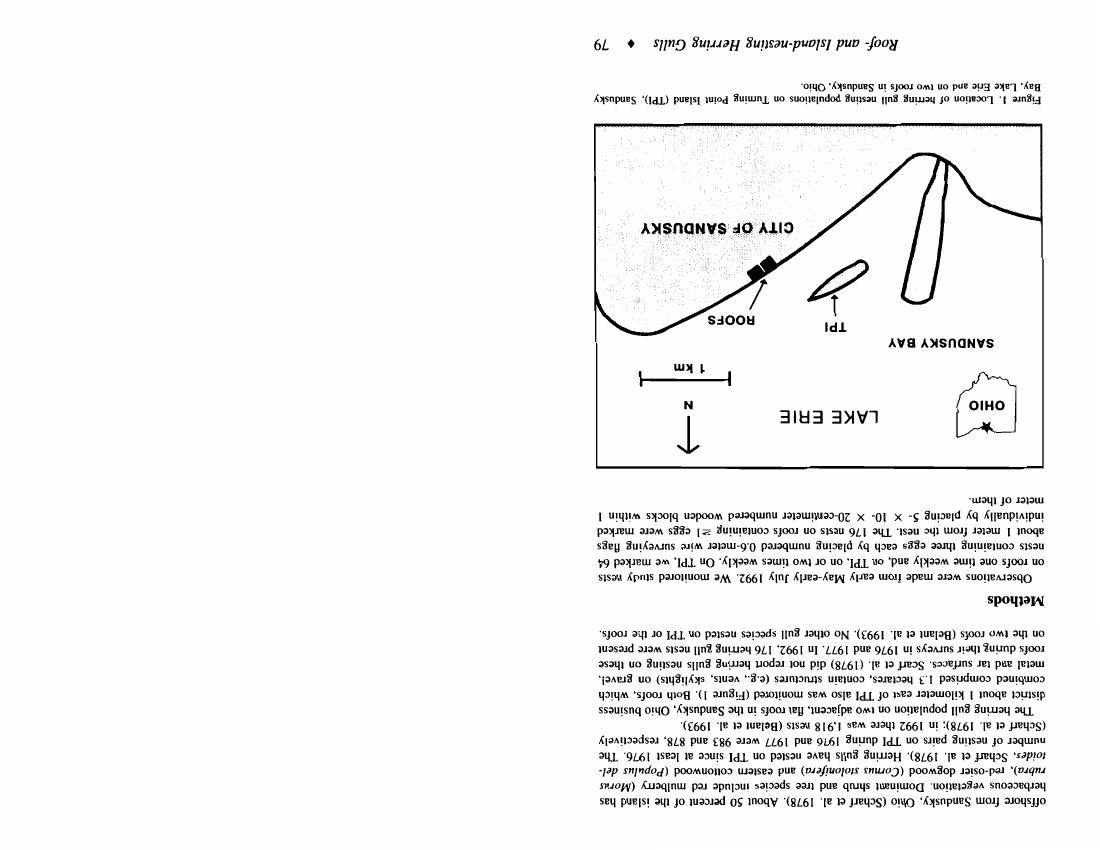 offshore from Sandusky, Ohio (Scharf et al. 1978). About 50 percent of the island has
herbaceous vegetation. Dominant shrub and tree species include red mulberry (Morus
rubra), red-osier dogwood (Cornus stolonifera) and eastern cottonwood (Populus del-
toides, Scharf et al. 1978). Herring gulls have nested on TPI since at least 1976. The
number of nesting pairs on TPI during 1976 and 1977 were 983 and 878, respectively
(Scharf et al. 1978); in 1992 there was 1,918 nests (Belant et al. 1993).
The herring gull population on two adjacent, flat roofs in the Sandusky, Ohio business
district about 1 kilometer east of TPI also was monitored (Figure 1). Both roofs, which
combined comprised 1.3 hectares, contain structures (e.g., vents, skylights) on gravel,
metal and tar surfaces. Scarf et al. (1978) did not report herring gulls nesting on these
roofs during their surveys in 1976 and 1977. In 1992, 176 herring gull nests were present
on the two roofs (Belant et al. 1993). No other gull species nested on TPI or the roofs.
Methods
Observations were made from early May-early July 1992. We monitored study nests
on roofs one time weekly and, on TPI, on or two times weekly. On TPI, we marked 64
nests containing three eggs each by placing numbered 0.6-meter wire surveying flags
about 1 meter from the nest. The 176 nests on roofs containing ≥1 eggs were marked
individually by placing 5- × 10- × 20-centimeter numbered wooden blocks within 1
meter of them.
OHIO
LAKE ERIE
N
1 km
SANDUSKY BAY
TPI
ROOFS
CITY OF SANDUSKY
Figure 1. Location of herring gull nesting populations on Turning Point Island (TPI), Sandusky
Bay, Lake Erie and on two roofs in Sandusky, Ohio.
Roof- and Island-nesting Herring Gulls ♦ 79